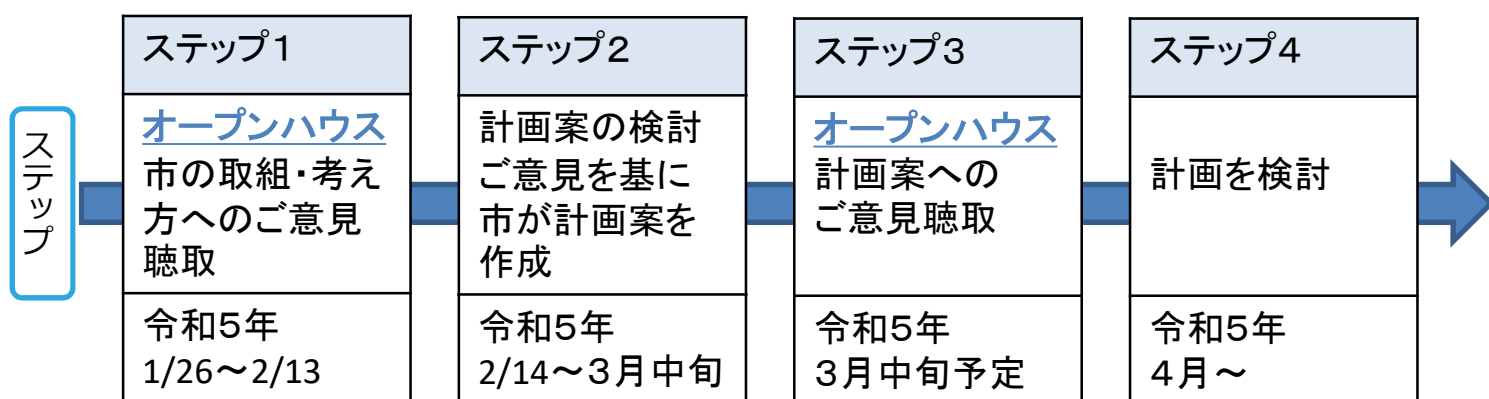 ステップ
ステップ1
オープンハウス
市の取組・考え
方へのご意見
聴取
令和5年
1/26～2/13
ステップ2
計画案の検討
ご意見を基に
市が計画案を
作成
令和5年
2/14～3月中旬
ステップ3
オープンハウス
計画案への
ご意見聴取
令和5年
3月中旬予定
ステップ4
計画を検討
令和5年
4月～